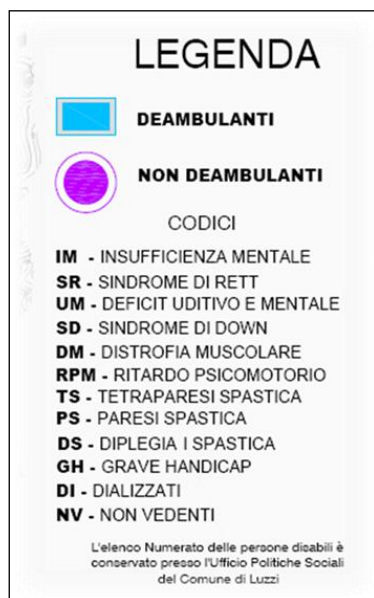 LEGENDA
DEAMBULANTI
NON DEAMBULANTI
CODICI
IM - INSUFFICIENZA MENTALE
SR - SINDROME DI RETT
UM - DEFICIT UDITIVO E MENTALE
SD - SINDROME DI DOWN
DM - DISTROFIA MUSCOLARE
RPM - RITARDO PSICOMOTORIO
TS - TETRAPARESI SPASTICA
PS - PARESI SPASTICA
DS - DIPLEGIA I SPASTICA
GH - GRAVE HANDICAP
DI - DIALIZZATI
NV - NON VEDENTI
L'elenco Numerato delle persone disabili è
conservato presso l'Ufficio Politiche Sociali
del Comune di Luzzi